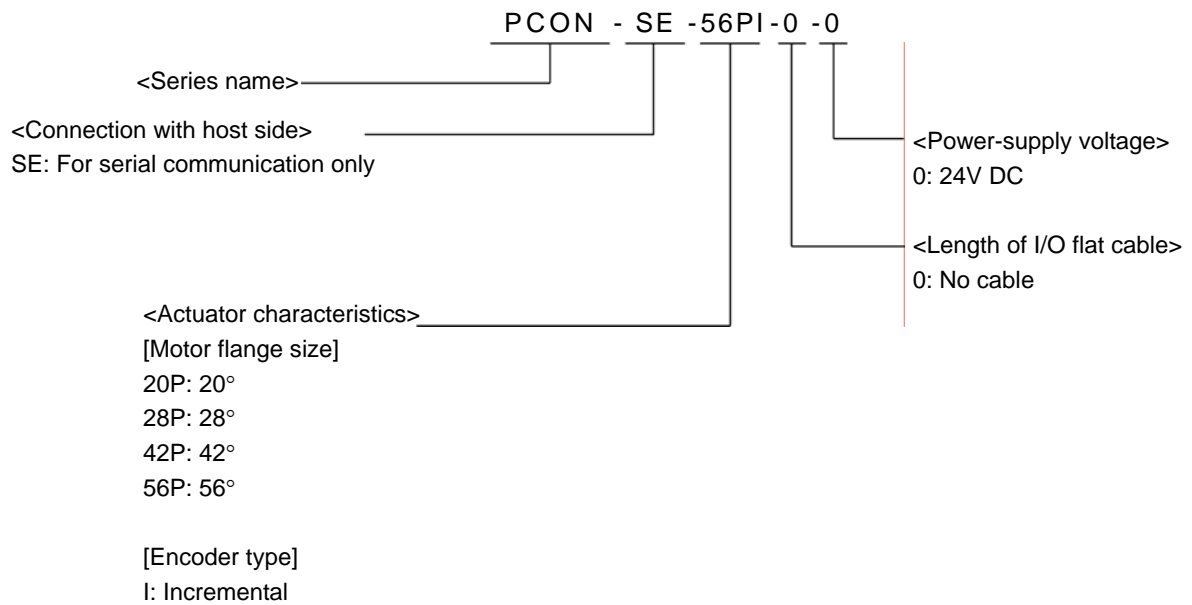 PCON - SE -56PI-0 -0
<Series name>
<Connection with host side>
SE: For serial communication only
<Power-supply voltage>
0: 24V DC
<Length of I/O flat cable>
0: No cable
<Actuator characteristics>
[Motor flange size]
20P: 20°
28P: 28°
42P: 42°
56P: 56°
[Encoder type]
I: Incremental